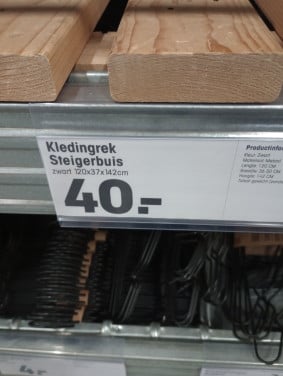 Kledingrek
Steigerbuis
zwart 120x37x142cm
40.-
Productinfo
Kleur: Zwart
Materiaal: Metaal